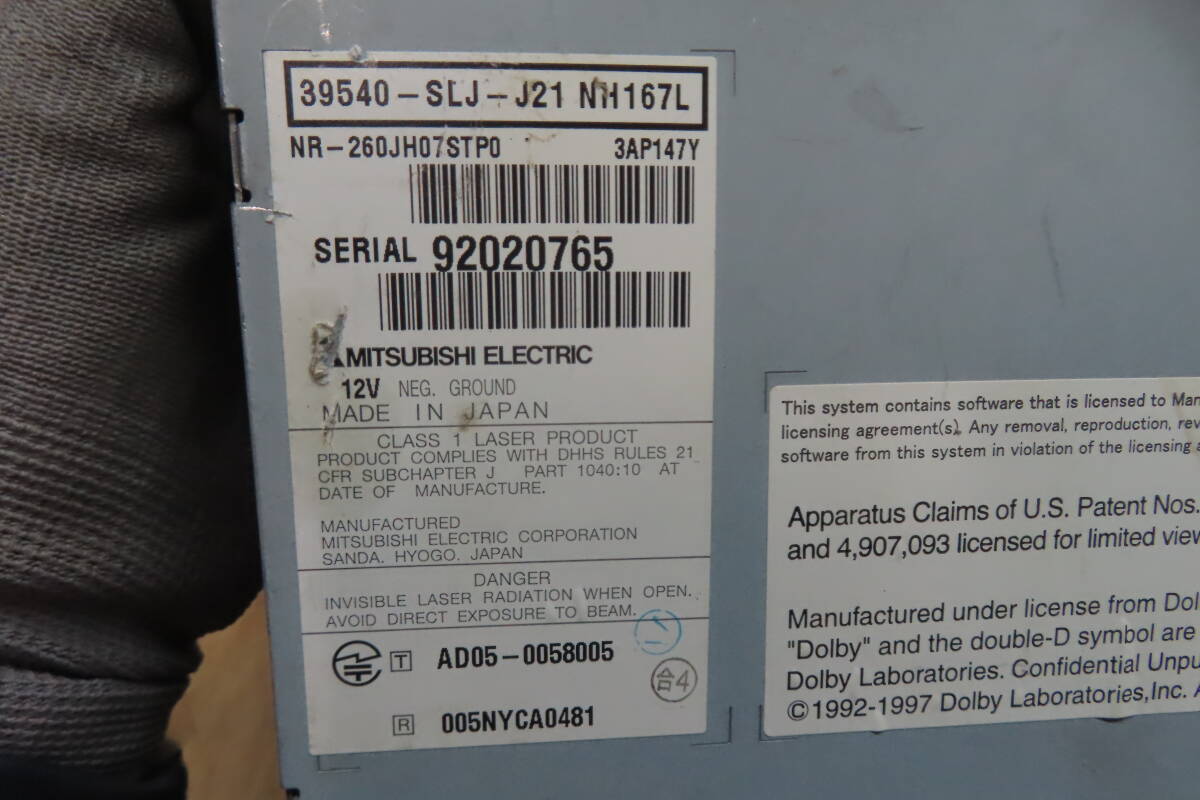 39540-SLJ-J21 NH167L
NR-260JH07STP0 3AP147Y
SERIAL 92020765
MITSUBISHI ELECTRIC
12V NEG. GROUND
MADE IN JAPAN
CLASS 1 LASER PRODUCT
PRODUCT COMPLIES WITH DHHS RULES 21
CFR SUBCHAPTER J PART 1040:10 AT
DATE OF MANUFACTURE.
MANUFACTURED
MITSUBISHI ELECTRIC CORPORATION
SANDA. HYOGO. JAPAN
DANGER
INVISIBLE LASER RADIATION WHEN OPEN.
AVOID DIRECT EXPOSURE TO BEAM.
T AD05-0058005
合4
R 005NYCA0481
This system contains software that is licensed to
licensing agreement(s). Any removal, reproduction,
software from this system in violation of the licensing
Apparatus Claims of U.S. Patent Nos.
and 4,907,093 licensed for limited
Manufactured under license from
"Dolby" and the double-D symbol are
Dolby Laboratories. Confidential
©1992-1997 Dolby Laboratories,Inc.